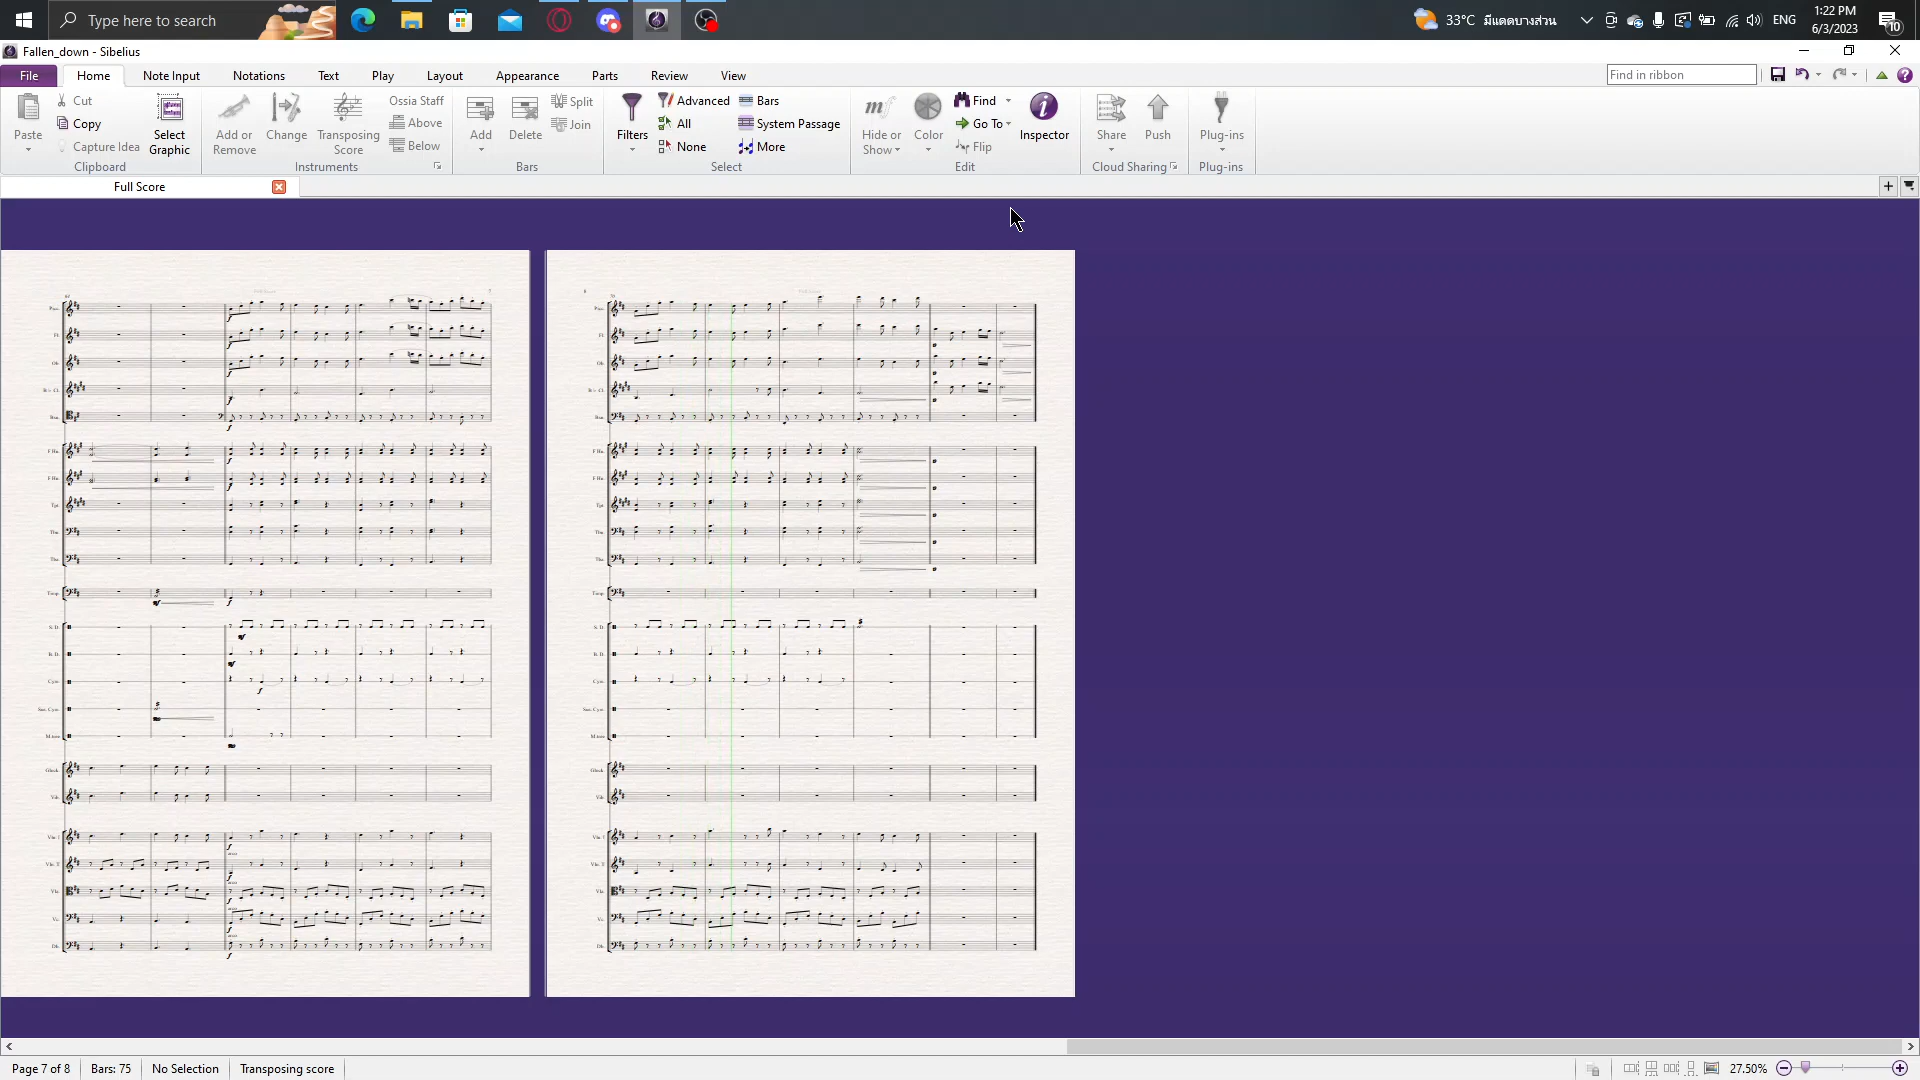 Type here to search
33°C มีแดดบางส่วน
ENG
1:22 PM
6/3/2023
10
Fallen_down - Sibelius
File Home Note Input Notations Text Play Layout Appearance Parts Review View
Find in ribbon
Paste
Cut
Copy
Capture Idea
Select Graphic
Clipboard
Add or Remove
Change
Transposing Score
Ossia Staff
Above
Below
Instruments
Add
Delete
Split
Join
Bars
Filters
Advanced
All
None
Bars
System Passage
More
Select
Hide or Show
Color
Find
Go To
Flip
Inspector
Edit
Share
Push
Cloud Sharing
Plug-ins
Plug-ins
Full Score
Page 7 of 8 Bars: 75 No Selection Transposing score
27.50%